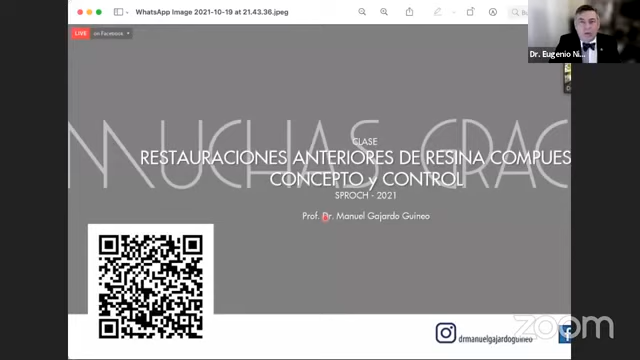 WhatsApp Image 2021-10-19 at 21.43.36.jpeg
LIVE on Facebook
Dr. Eugenio Ni...
MUCHAS GRAC
CLASE
RESTAURACIONES ANTERIORES DE RESINA COMPUES
CONCEPTO y CONTROL
SPROCH - 2021
Prof. Dr. Manuel Gajardo Guineo
drmanuelgajardoguineo
zoom